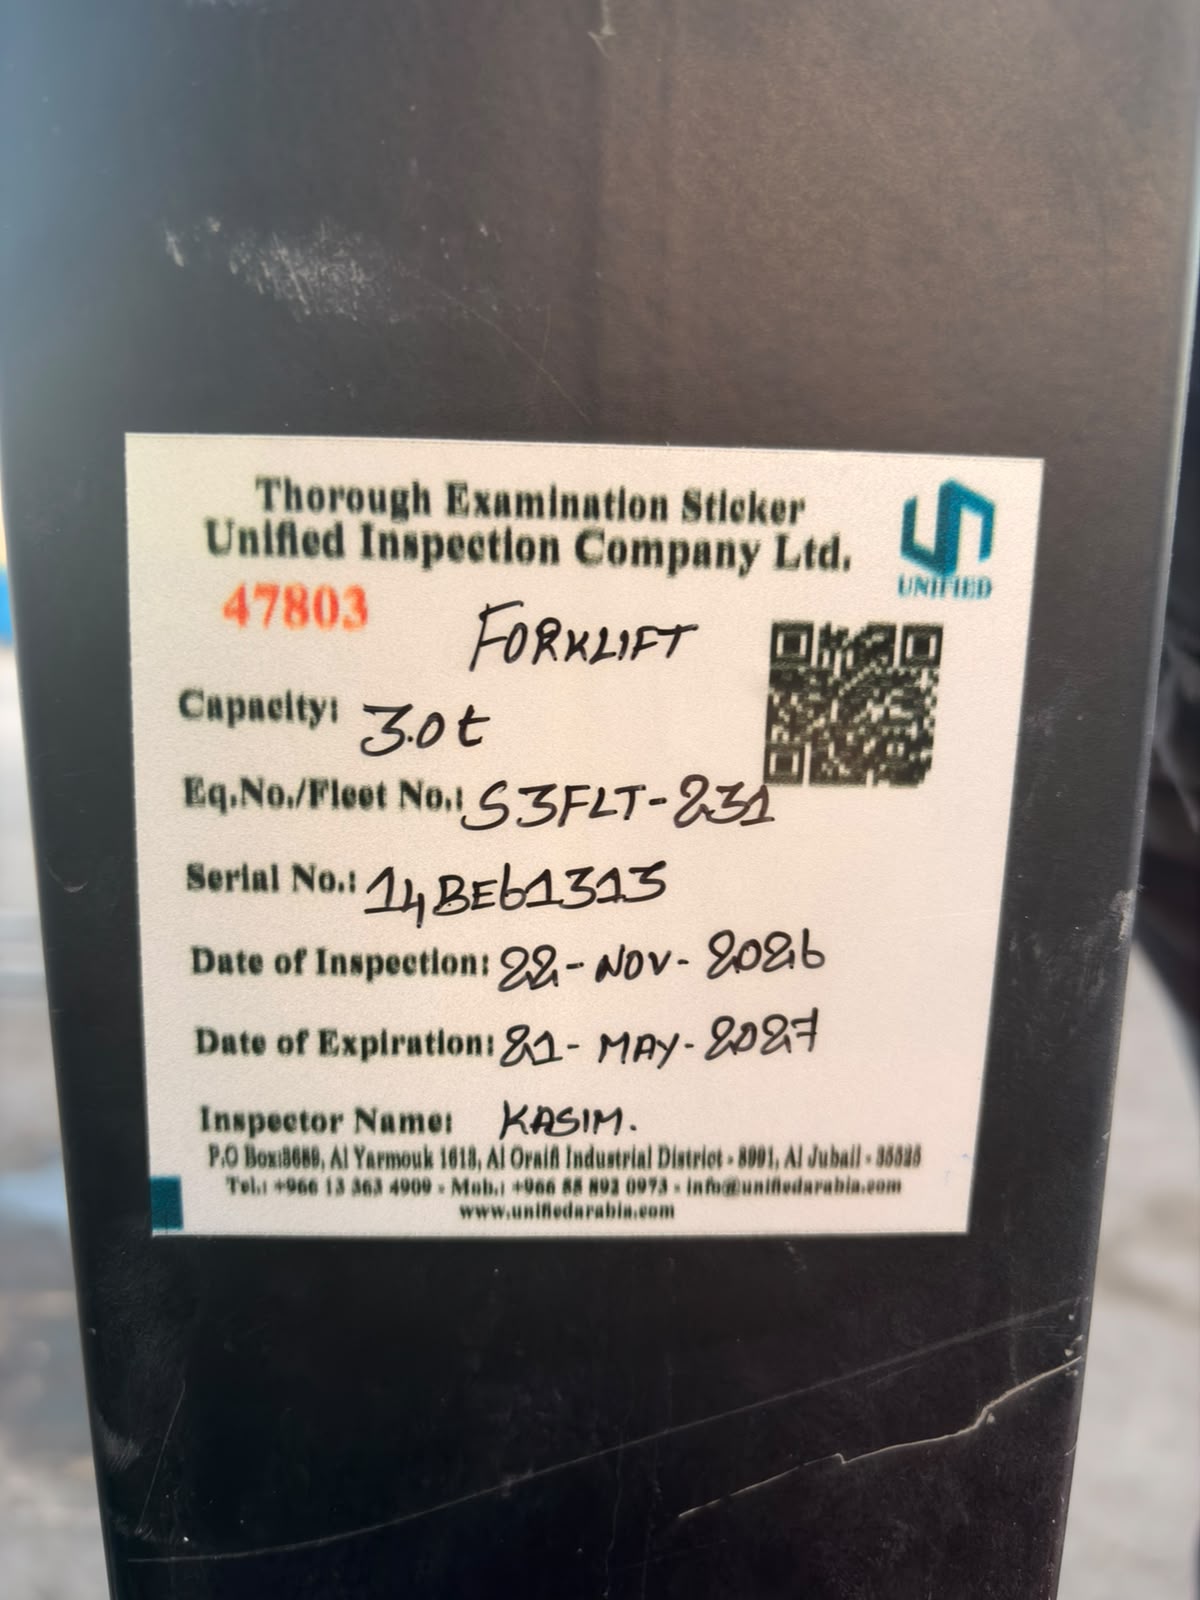 Thorough Examination Sticker
Unified Inspection Company Ltd.
UNIFIED
47803
FORKLIFT
Capacity: 3.0t
Eq.No./Fleet No.: S3FLT-231
Serial No.: 14BE61313
Date of Inspection: 22-NOV-2026
Date of Expiration: 21-MAY-2027
Inspector Name: KASIM.
P.O Box: Al Yarmouk 1613, Al Oraifi Industrial District - 8991, Al Jubail -
Tel.: +966 13 363 4909 - Mob.: +966 55 892 0973 - info@unifiedarabia.com
www.unifiedarabia.com